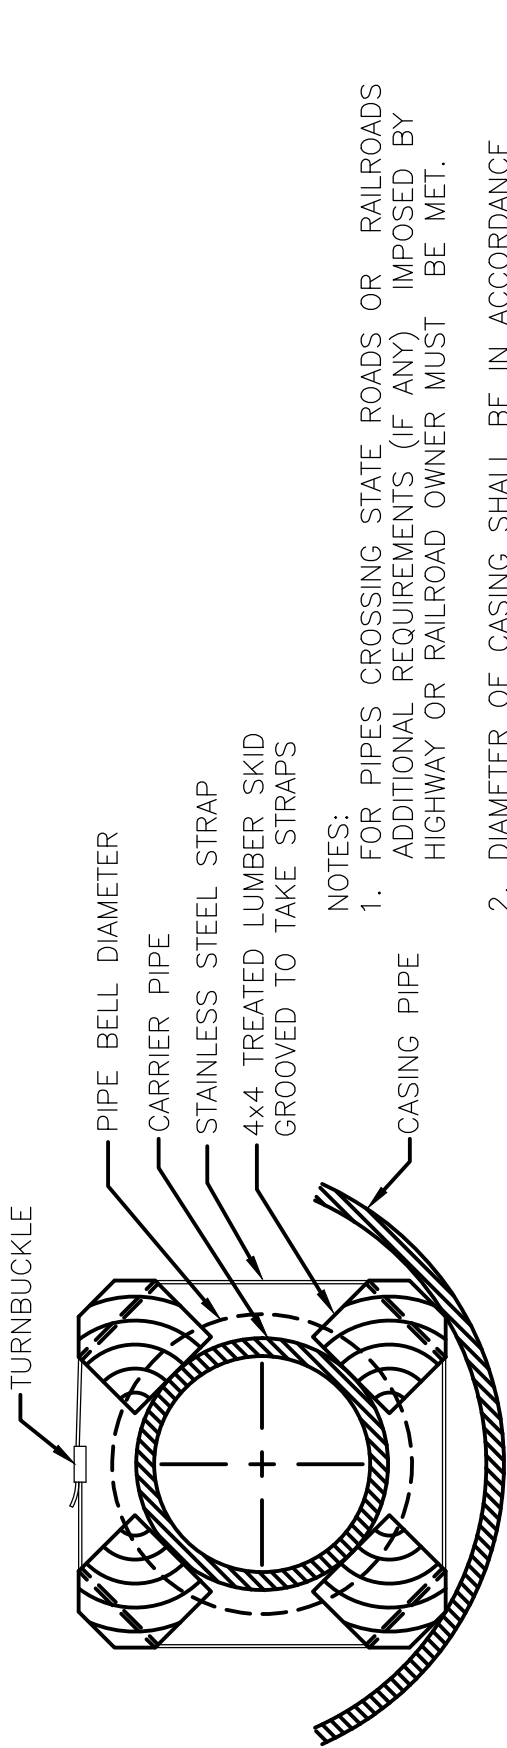 TURNBUCKLE
PIPE BELL DIAMETER
CARRIER PIPE
STAINLESS STEEL STRAP
4x4 TREATED LUMBER SKID
GROOVED TO TAKE STRAPS
CASING PIPE
NOTES:
1. FOR PIPES CROSSING STATE ROADS OR RAILROADS
ADDITIONAL REQUIREMENTS (IF ANY) IMPOSED BY
HIGHWAY OR RAILROAD OWNER MUST BE MET.
2. DIAMETER OF CASING SHALL BE IN ACCORDANCE